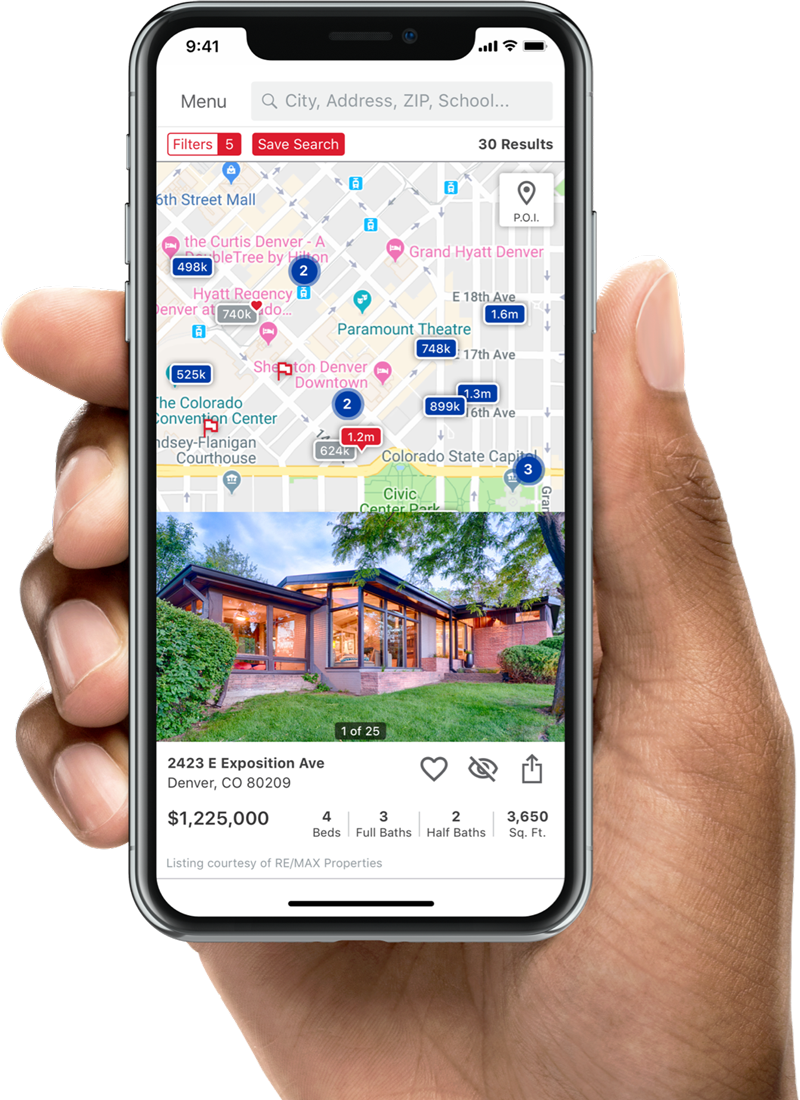 9:41
Menu
City, Address, ZIP, School...
Filters 5
Save Search
30 Results
6th Street Mall
P.O.I.
the Curtis Denver - A
DoubleTree by Hilton
Grand Hyatt Denver
498k
2
Hyatt Regency
Denver at
740k
E 18th Ave
1.6m
Paramount Theatre
748k
E 17th Ave
525k
Denver
Downtown
The Colorado
Convention Center
2
1.3m
899k
16th Ave
ndsey-Flanigan
Courthouse
1.2m
624k
Colorado State Capitol
3
Civic
Center Park
Gran
1 of 25
2423 E Exposition Ave
Denver, CO 80209
$1,225,000
4
Beds
3
Full Baths
2
Half Baths
3,650
Sq. Ft.
Listing courtesy of RE/MAX Properties